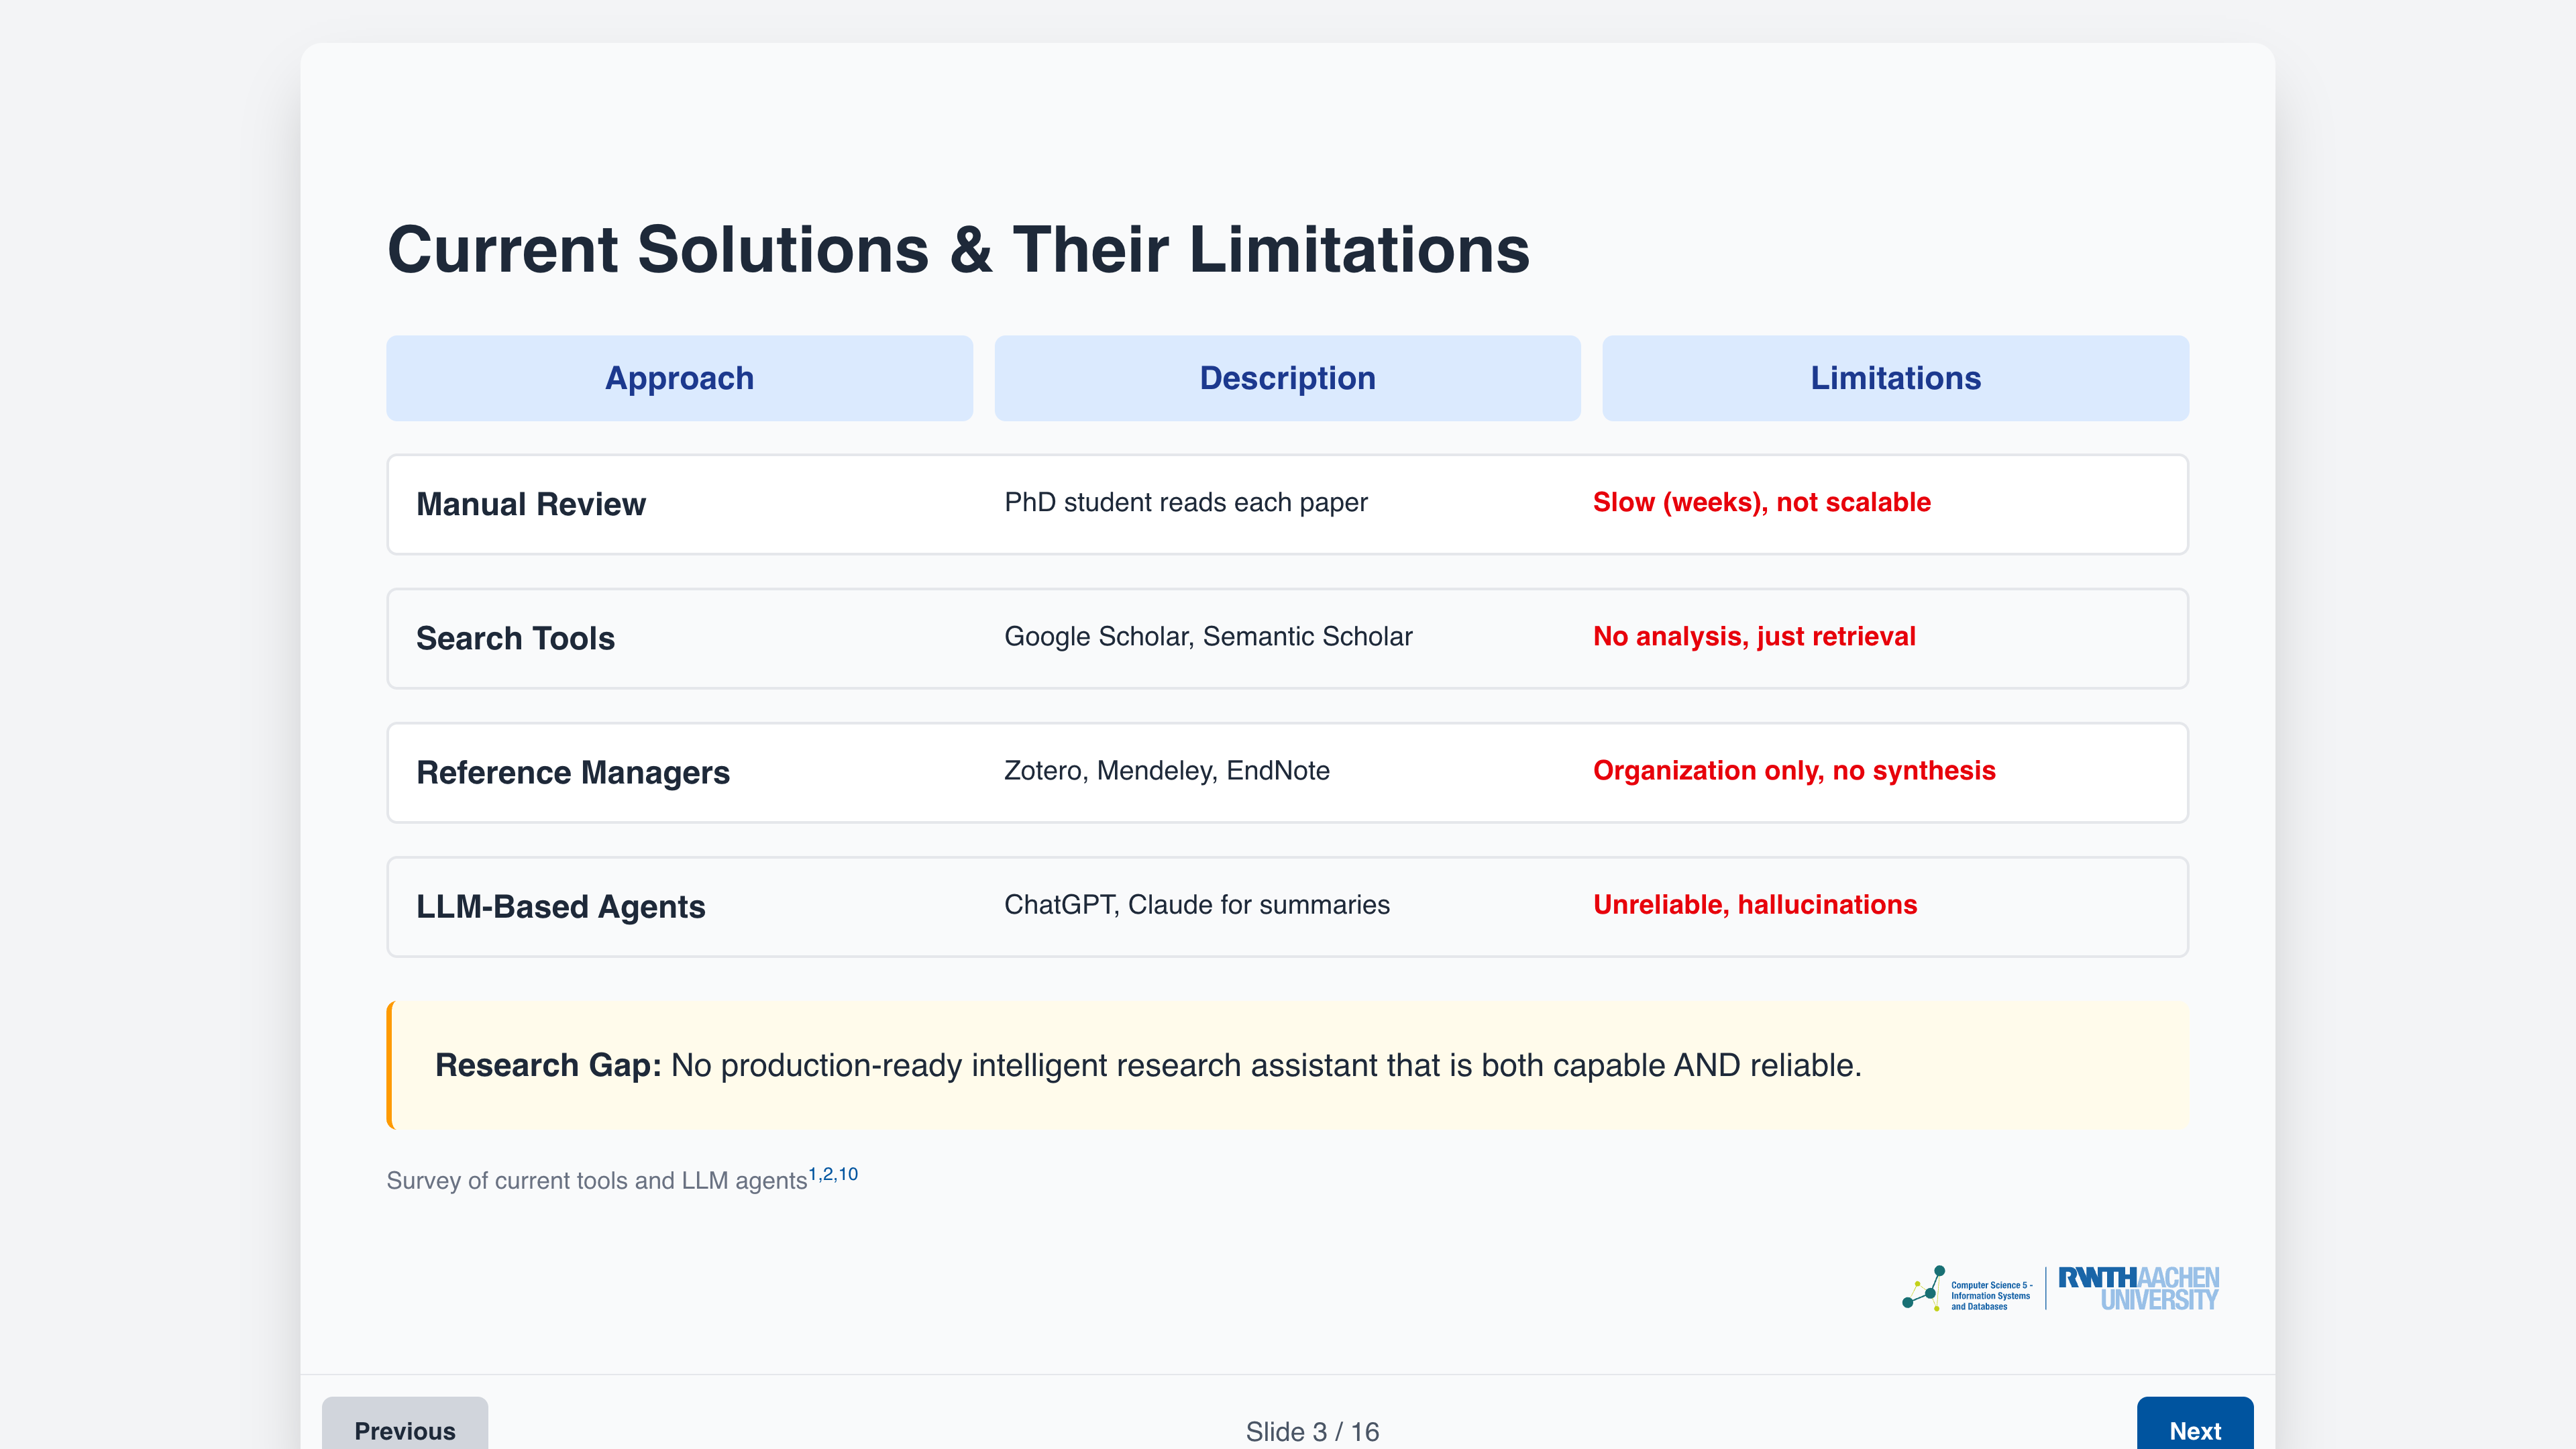 Current Solutions & Their Limitations
Approach Description Limitations
Manual Review PhD student reads each paper Slow (weeks), not scalable
Search Tools Google Scholar, Semantic Scholar No analysis, just retrieval
Reference Managers Zotero, Mendeley, EndNote Organization only, no synthesis
LLM-Based Agents ChatGPT, Claude for summaries Unreliable, hallucinations
Research Gap: No production-ready intelligent research assistant that is both capable AND reliable.
Survey of current tools and LLM agents1,2,10
Computer Science 5 -
Information Systems
and Databases
RWTHAACHEN
UNIVERSITY
Previous Slide 3 / 16 Next